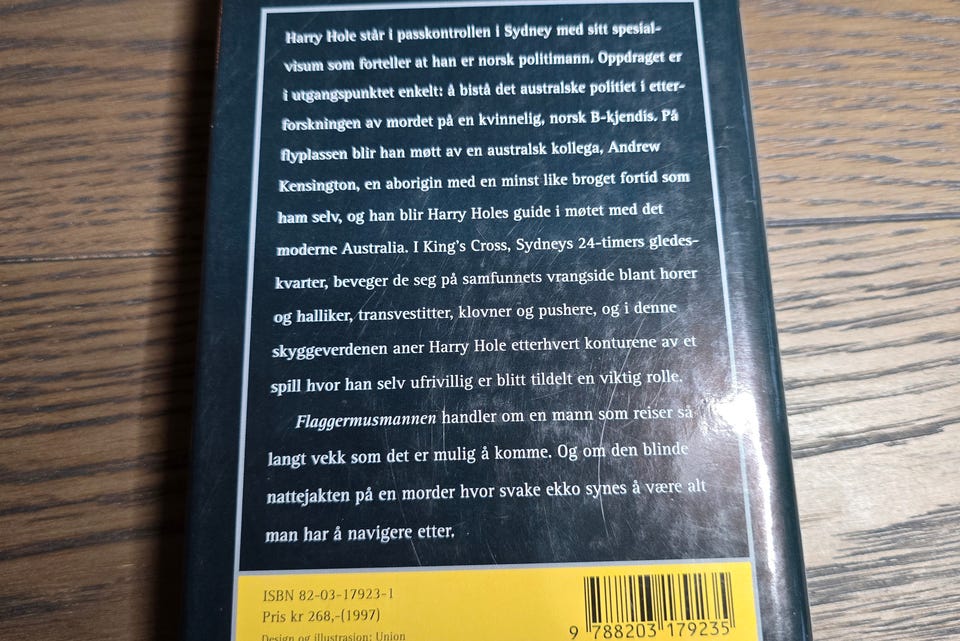 Harry Hole står i passkontrollen i Sydney med sitt spesial-
visum som forteller at han er norsk politimann. Oppdraget er
i utgangspunktet enkelt: å bistå det australske politiet i etter-
forskningen av mordet på en kvinnelig, norsk B-kjendis. På
flyplassen blir han møtt av en australsk kollega, Andrew
Kensington, en aborigin med en minst like broget fortid som
ham selv, og han blir Harry Holes guide i møtet med det
moderne Australia. I King's Cross, Sydneys 24-timers gledes-
kvarter, beveger de seg på samfunnets vrangside blant horer
og halliker, transvestitter, klovner og pushere, og i denne
skyggeverdenen aner Harry Hole etterhvert konturene av et
spill hvor han selv ufrivillig er blitt tildelt en viktig rolle.
Flaggermusmannen handler om en mann som reiser så
langt vekk som det er mulig å komme. Og om den blinde
nattejakten på en morder hvor svake ekko synes å være alt
man har å navigere etter.
ISBN 82-03-17923-1
Pris kr 268,-(1997)
Design og illustrasjon: Union
9 788203 179235